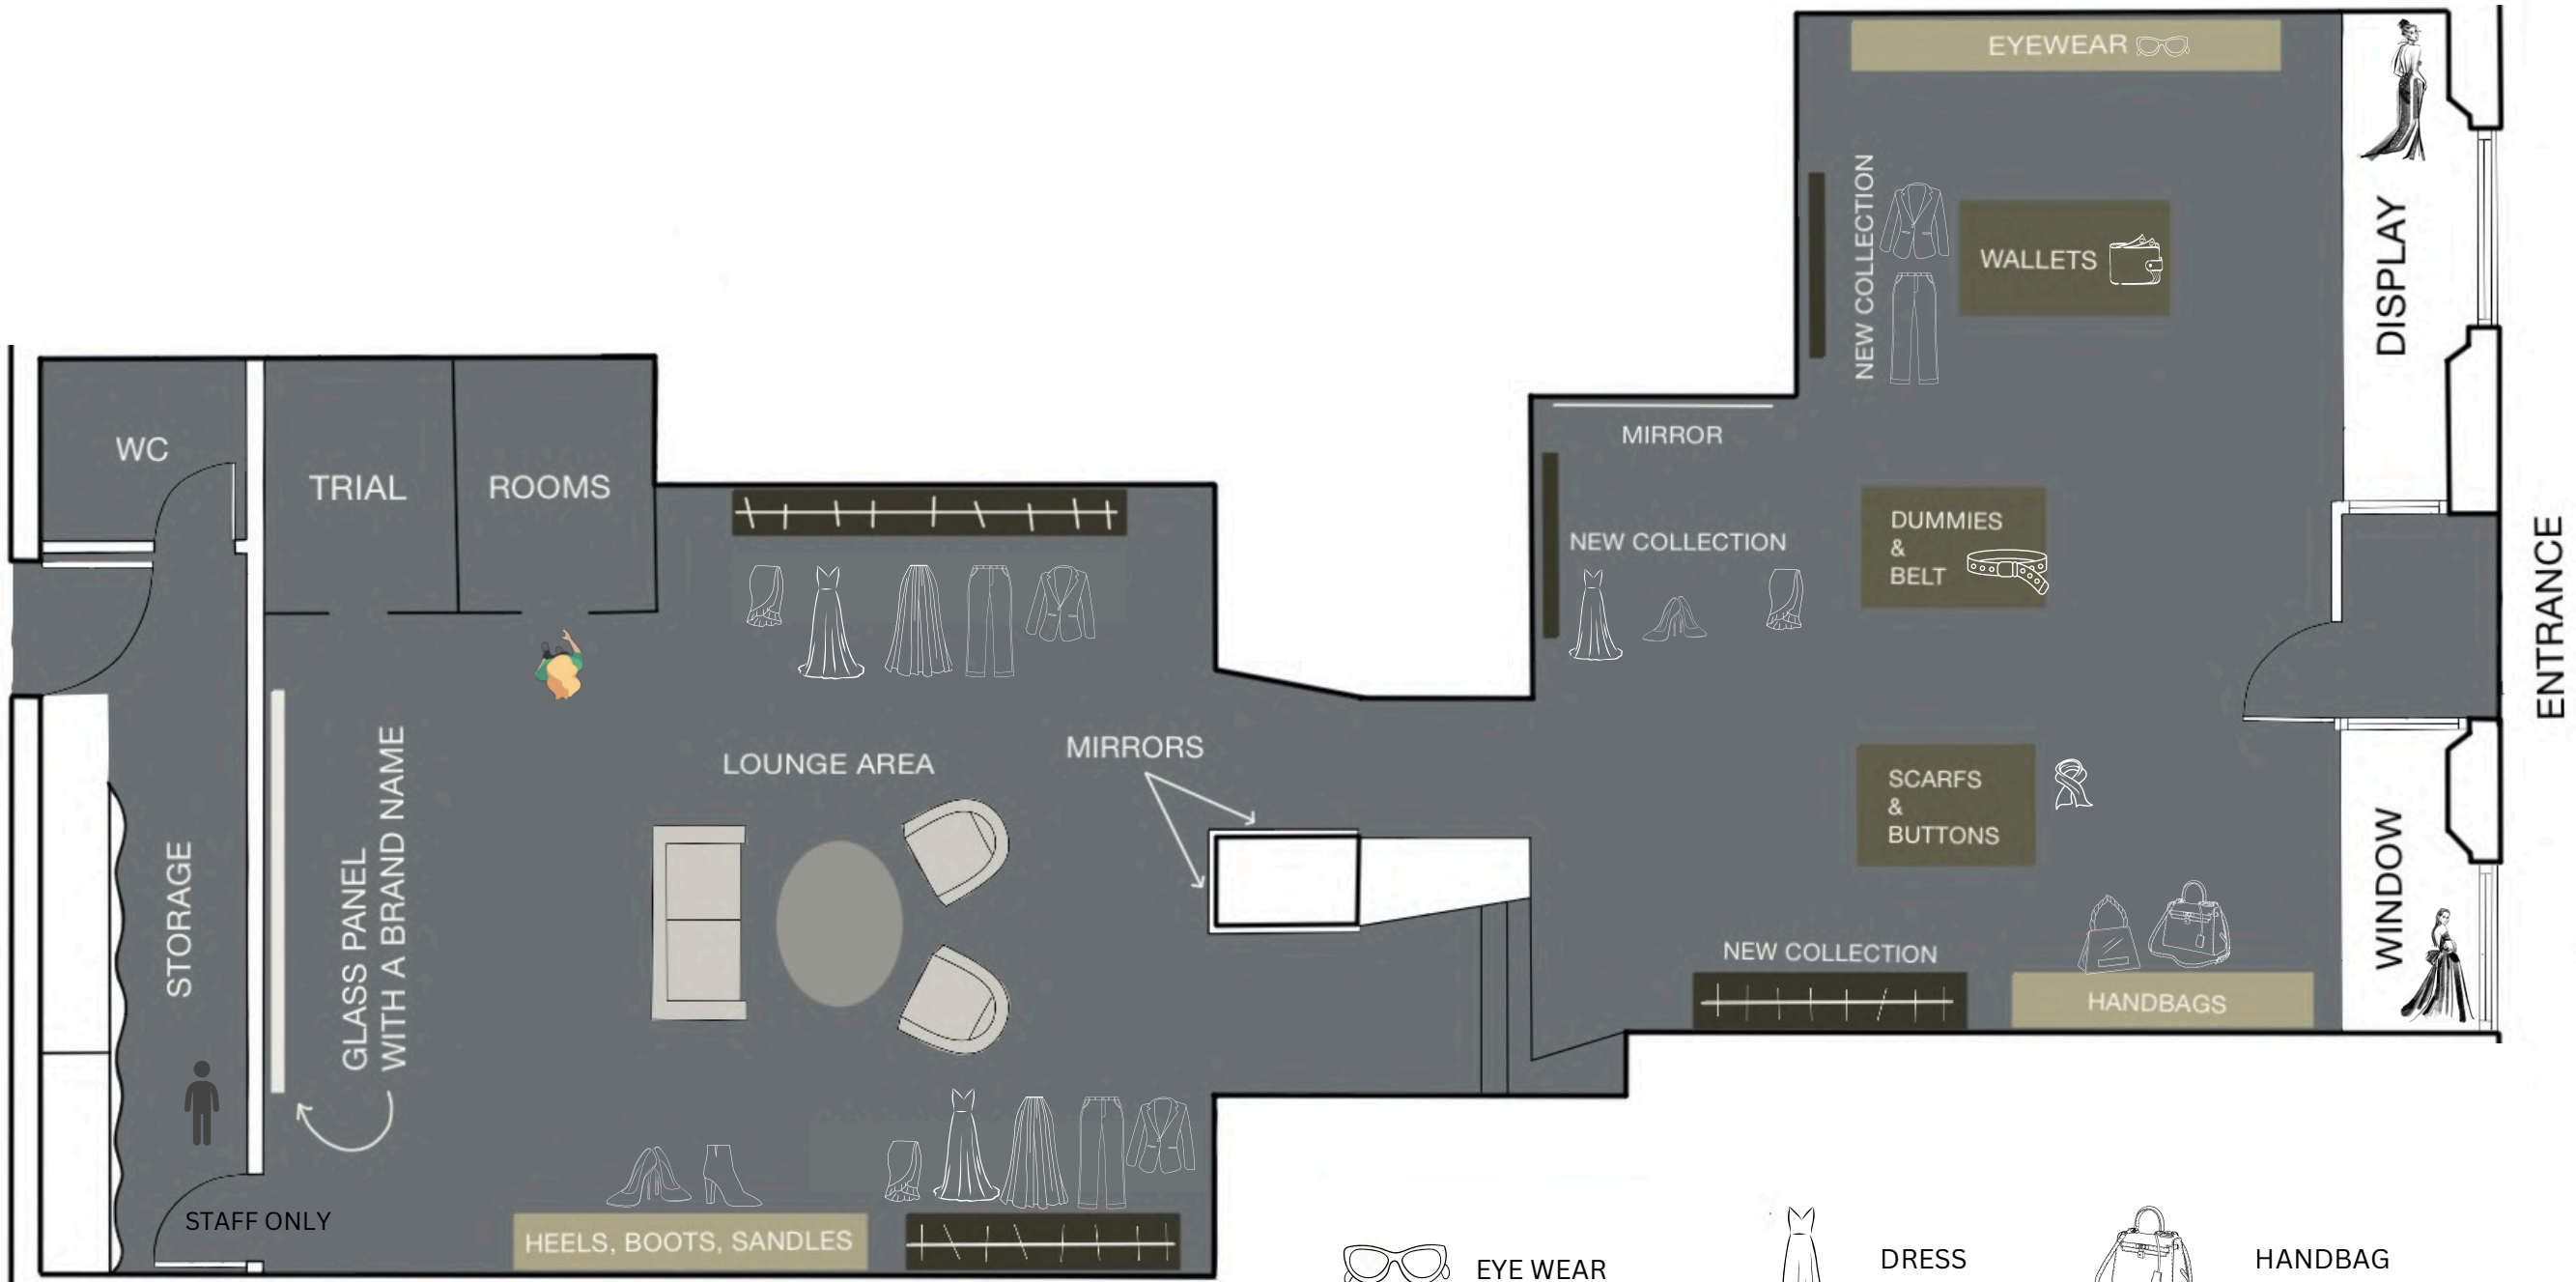 EYEWEAR
NEW COLLECTION
WALLETS
DISPLAY
WC
TRIAL
ROOMS
MIRROR
NEW COLLECTION
DUMMIES
&
BELT
ENTRANCE
LOUNGE AREA
MIRRORS
SCARFS
&
BUTTONS
WINDOW
STORAGE
GLASS PANEL
WITH A BRAND NAME
NEW COLLECTION
HANDBAGS
STAFF ONLY
HEELS, BOOTS, SANDLES
EYE WEAR
DRESS
HANDBAG